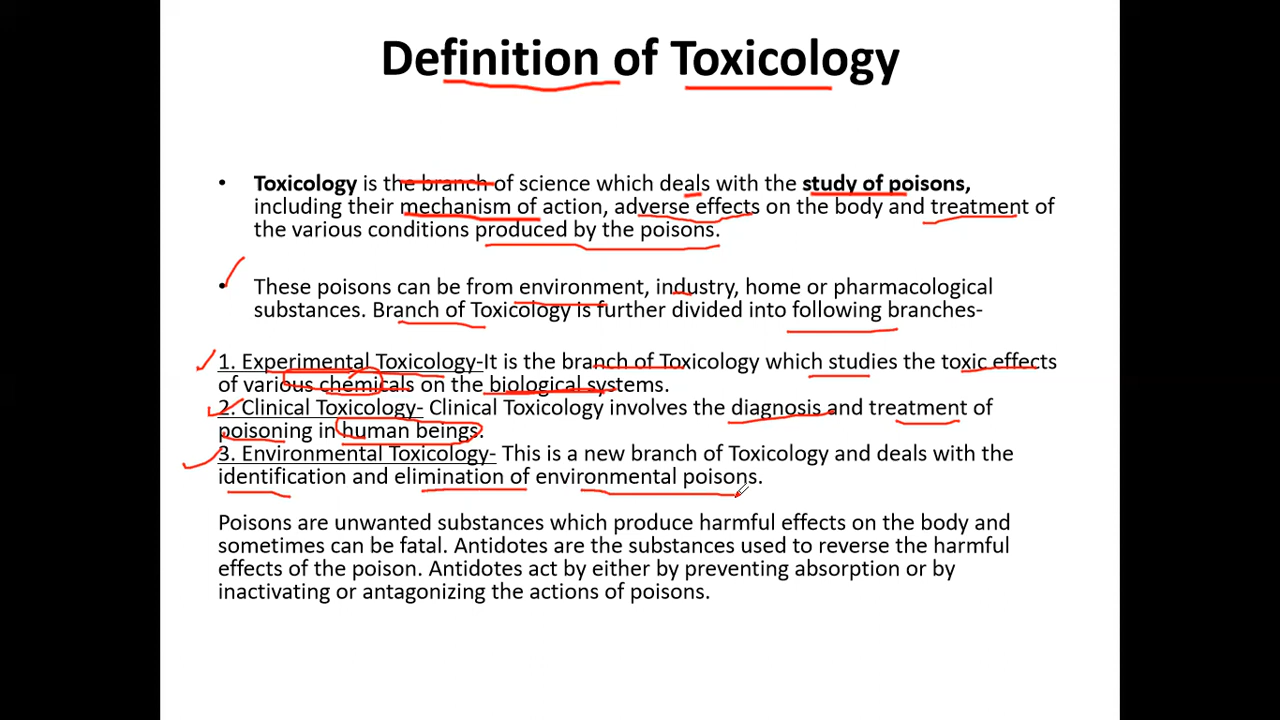 Definition of Toxicology
• Toxicology is the branch of science which deals with the study of poisons,
including their mechanism of action, adverse effects on the body and treatment of
the various conditions produced by the poisons.
• These poisons can be from environment, industry, home or pharmacological
substances. Branch of Toxicology is further divided into following branches-
1. Experimental Toxicology-It is the branch of Toxicology which studies the toxic effects
of various chemicals on the biological systems.
2. Clinical Toxicology- Clinical Toxicology involves the diagnosis and treatment of
poisoning in human beings.
3. Environmental Toxicology- This is a new branch of Toxicology and deals with the
identification and elimination of environmental poisons.
Poisons are unwanted substances which produce harmful effects on the body and
sometimes can be fatal. Antidotes are the substances used to reverse the harmful
effects of the poison. Antidotes act by either by preventing absorption or by
inactivating or antagonizing the actions of poisons.